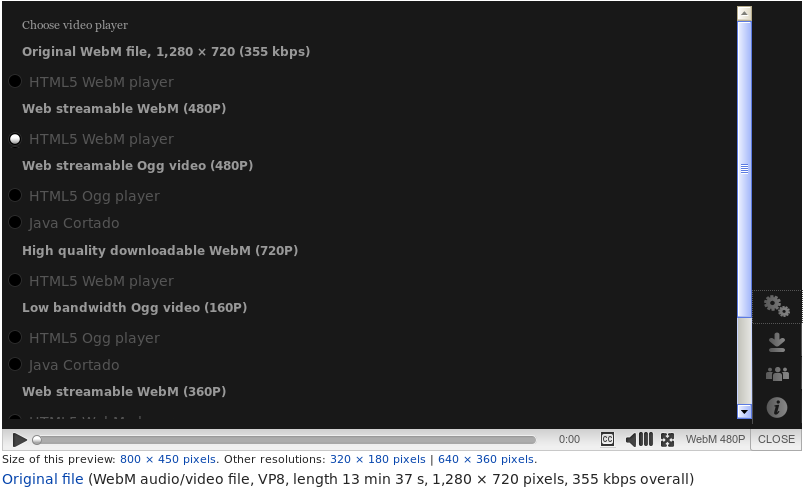 Choose video player
Original WebM file, 1,280 × 720 (355 kbps)
HTML5 WebM player
Web streamable WebM (480P)
HTML5 WebM player
Web streamable Ogg video (480P)
HTML5 Ogg player
Java Cortado
High quality downloadable WebM (720P)
HTML5 WebM player
Low bandwidth Ogg video (160P)
HTML5 Ogg player
Java Cortado
Web streamable WebM (360P)
0:00 CC WebM 480P CLOSE
Size of this preview: 800 × 450 pixels. Other resolutions: 320 × 180 pixels | 640 × 360 pixels.
Original file (WebM audio/video file, VP8, length 13 min 37 s, 1,280 × 720 pixels, 355 kbps overall)